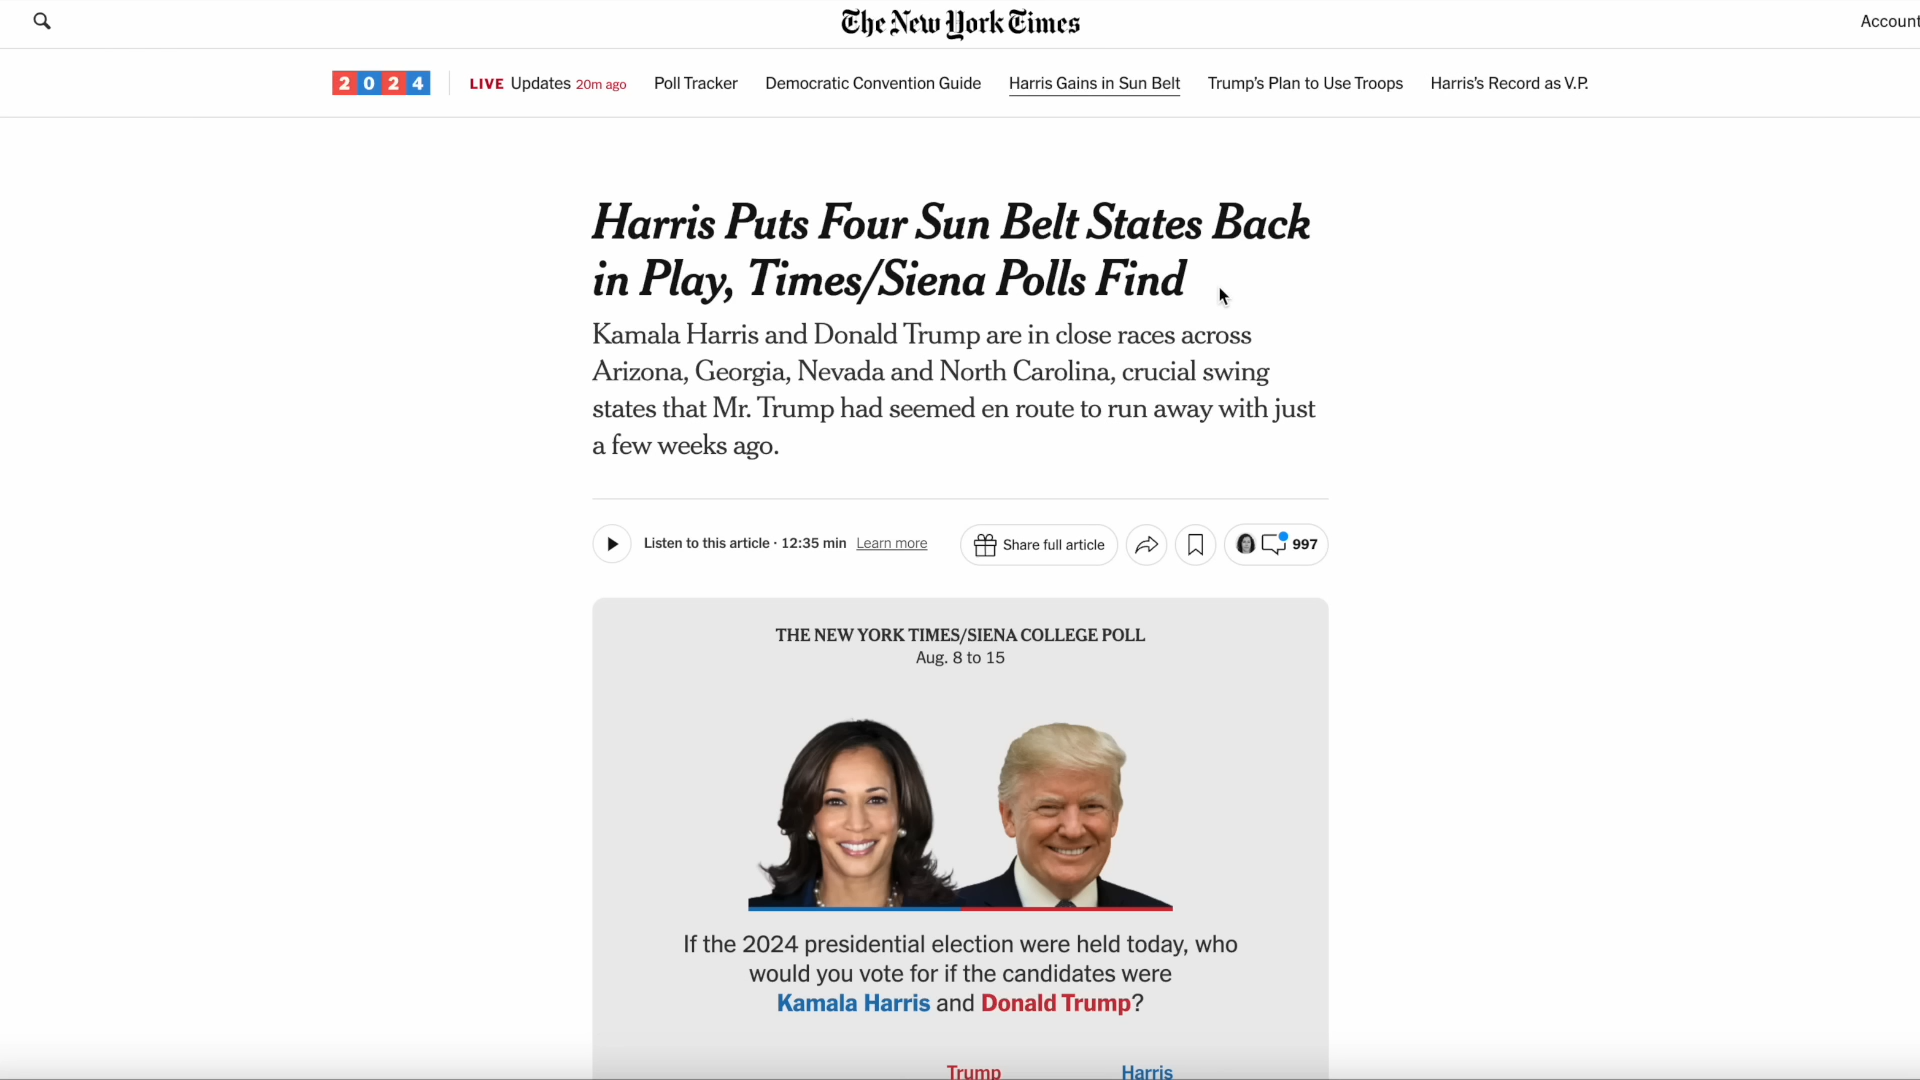 The New York Times
Account
2024
LIVE Updates 20m ago Poll Tracker Democratic Convention Guide Harris Gains in Sun Belt Trump’s Plan to Use Troops Harris’s Record as V.P.
Harris Puts Four Sun Belt States Back
in Play, Times/Siena Polls Find
Kamala Harris and Donald Trump are in close races across
Arizona, Georgia, Nevada and North Carolina, crucial swing
states that Mr. Trump had seemed en route to run away with just
a few weeks ago.
Listen to this article · 12:35 min Learn more
Share full article
997
THE NEW YORK TIMES/SIENA COLLEGE POLL
Aug. 8 to 15
If the 2024 presidential election were held today, who
would you vote for if the candidates were
Kamala Harris and Donald Trump?
Trump Harris